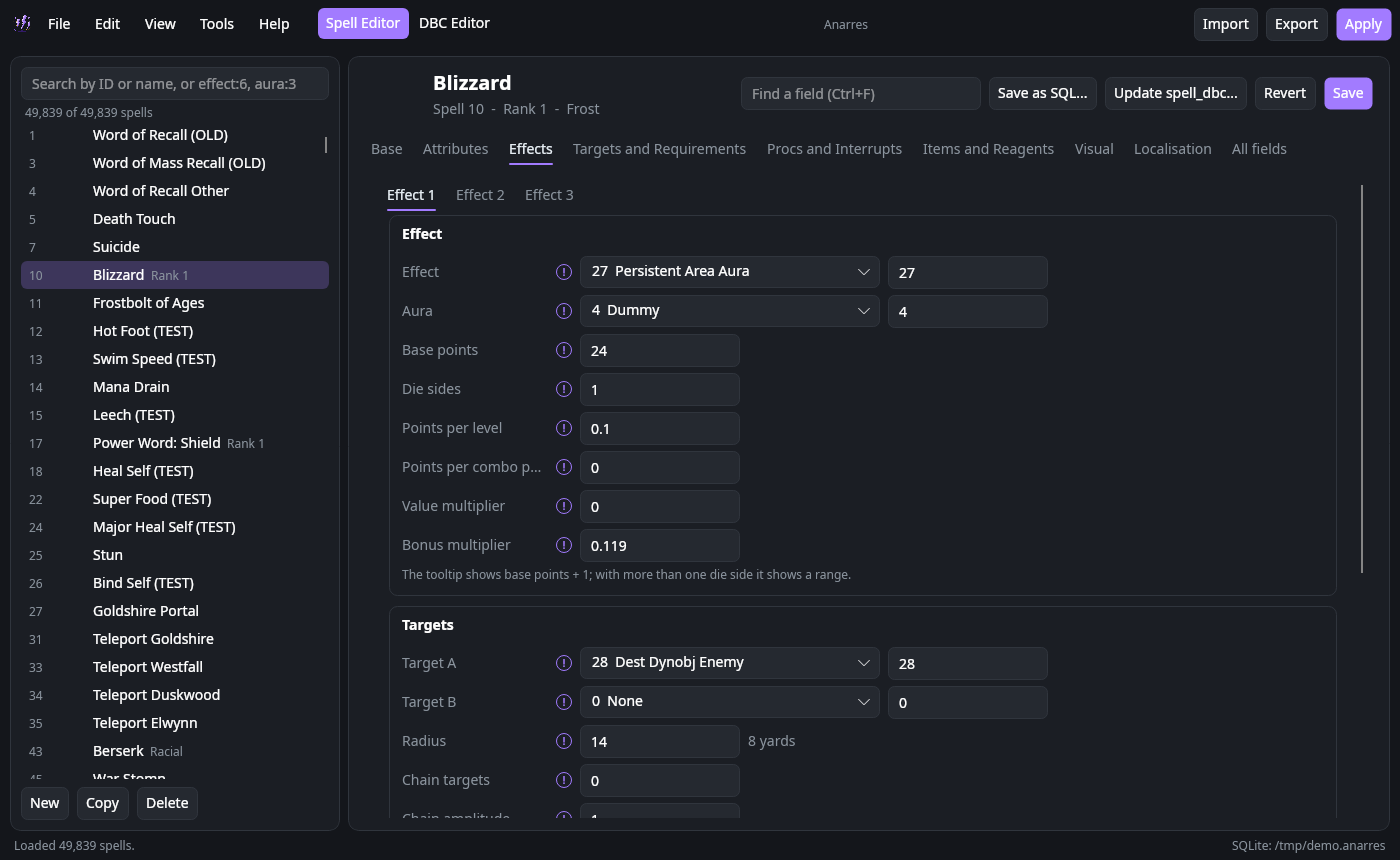 File Edit View Tools Help Spell Editor DBC Editor Anarres Import Export Apply
Search by ID or name, or effect:6, aura:3
49,839 of 49,839 spells
1 Word of Recall (OLD)
3 Word of Mass Recall (OLD)
4 Word of Recall Other
5 Death Touch
7 Suicide
10 Blizzard Rank 1
11 Frostbolt of Ages
12 Hot Foot (TEST)
13 Swim Speed (TEST)
14 Mana Drain
15 Leech (TEST)
17 Power Word: Shield Rank 1
18 Heal Self (TEST)
22 Super Food (TEST)
24 Major Heal Self (TEST)
25 Stun
26 Bind Self (TEST)
27 Goldshire Portal
31 Teleport Goldshire
33 Teleport Westfall
34 Teleport Duskwood
35 Teleport Elwynn
43 Berserk Racial
45 War Stomp
New Copy Delete
Blizzard
Spell 10 - Rank 1 - Frost
Find a field (Ctrl+F) Save as SQL... Update spell_dbc... Revert Save
Base Attributes Effects Targets and Requirements Procs and Interrupts Items and Reagents Visual Localisation All fields
Effect 1 Effect 2 Effect 3
Effect
Effect 27 Persistent Area Aura 27
Aura 4 Dummy 4
Base points 24
Die sides 1
Points per level 0.1
Points per combo p... 0
Value multiplier 0
Bonus multiplier 0.119
The tooltip shows base points + 1; with more than one die side it shows a range.
Targets
Target A 28 Dest Dynobj Enemy 28
Target B 0 None 0
Radius 14 8 yards
Chain targets 0
Chain amplitude 1
Loaded 49,839 spells. SQLite: /tmp/demo.anarres